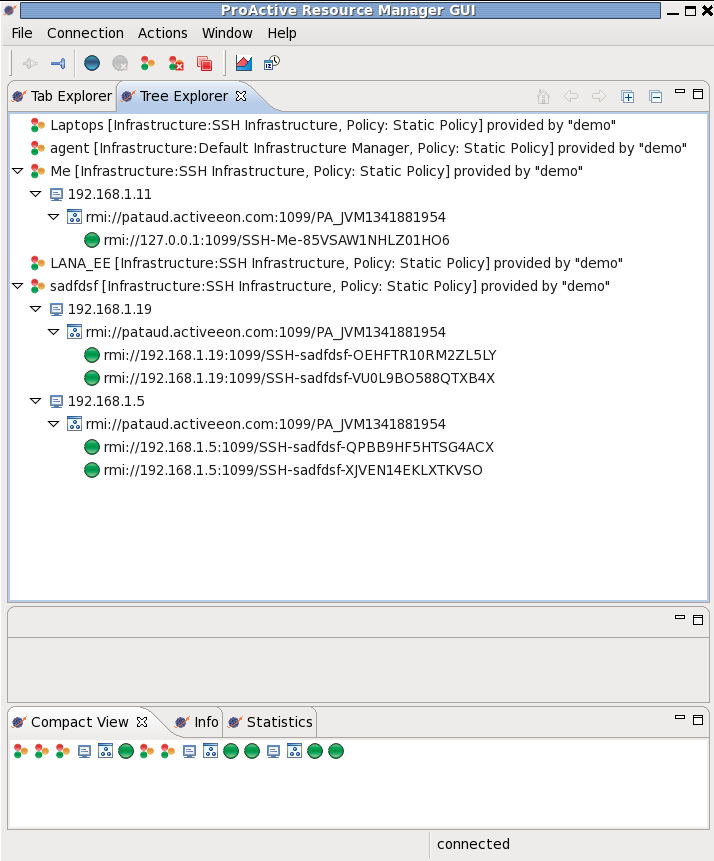 ProActive Resource Manager GUI
File Connection Actions Window Help
Tab Explorer Tree Explorer
Laptops [Infrastructure:SSH Infrastructure, Policy: Static Policy] provided by "demo"
agent [Infrastructure:Default Infrastructure Manager, Policy: Static Policy] provided by "demo"
Me [Infrastructure:SSH Infrastructure, Policy: Static Policy] provided by "demo"
192.168.1.11
rmi://pataud.activeeon.com:1099/PA_JVM1341881954
rmi://127.0.0.1:1099/SSH-Me-85VSAW1NHLZ01HO6
LANA_EE [Infrastructure:SSH Infrastructure, Policy: Static Policy] provided by "demo"
sadfdsf [Infrastructure:SSH Infrastructure, Policy: Static Policy] provided by "demo"
192.168.1.19
rmi://pataud.activeeon.com:1099/PA_JVM1341881954
rmi://192.168.1.19:1099/SSH-sadfdsf-OEHFTR10RM2ZL5LY
rmi://192.168.1.19:1099/SSH-sadfdsf-VU0L9BO588QTXB4X
192.168.1.5
rmi://pataud.activeeon.com:1099/PA_JVM1341881954
rmi://192.168.1.5:1099/SSH-sadfdsf-QPBB9HF5HTSG4ACX
rmi://192.168.1.5:1099/SSH-sadfdsf-XJVEN14EKLXTKVSO
Compact View Info Statistics
connected